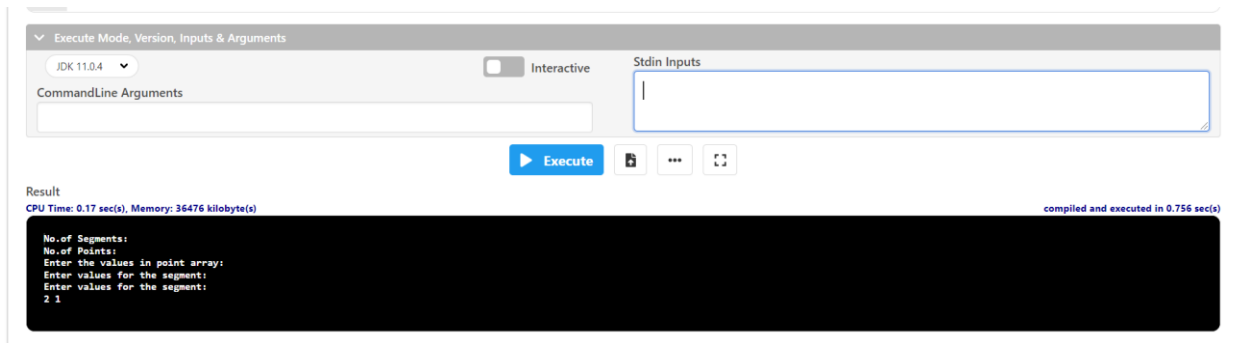 Execute Mode, Version, Inputs & Arguments
JDK 11.0.4
Interactive
Stdin Inputs
CommandLine Arguments
Execute
Result
CPU Time: 0.17 sec(s), Memory: 36476 kilobyte(s)
compiled and executed in 0.756 sec(s)
No.of Segments:
No.of Points:
Enter the values in point array:
Enter values for the segment:
Enter values for the segment:
2 1